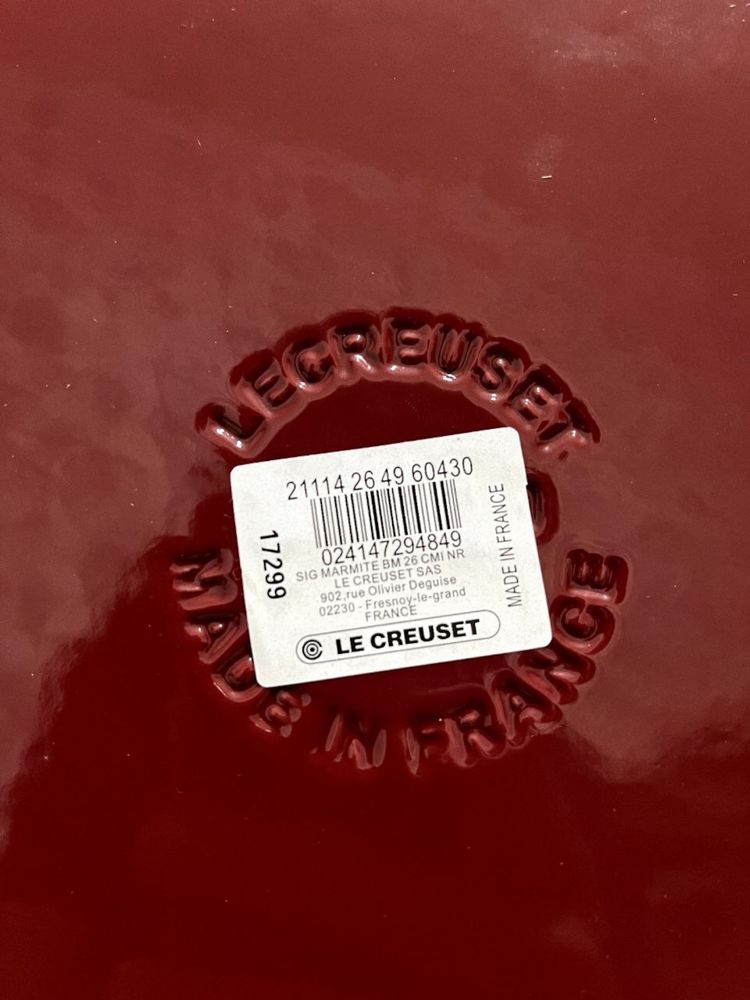 LE CREUSET
21114 26 49 60430
024147294849
SIG MARMITE BM 26 CMI NR
LE CREUSET SAS
902,rue Olivier Deguise
02230 - Fresnoy-le-grand
FRANCE
LE CREUSET
17299
MADE IN FRANCE
MADE IN FRANCE